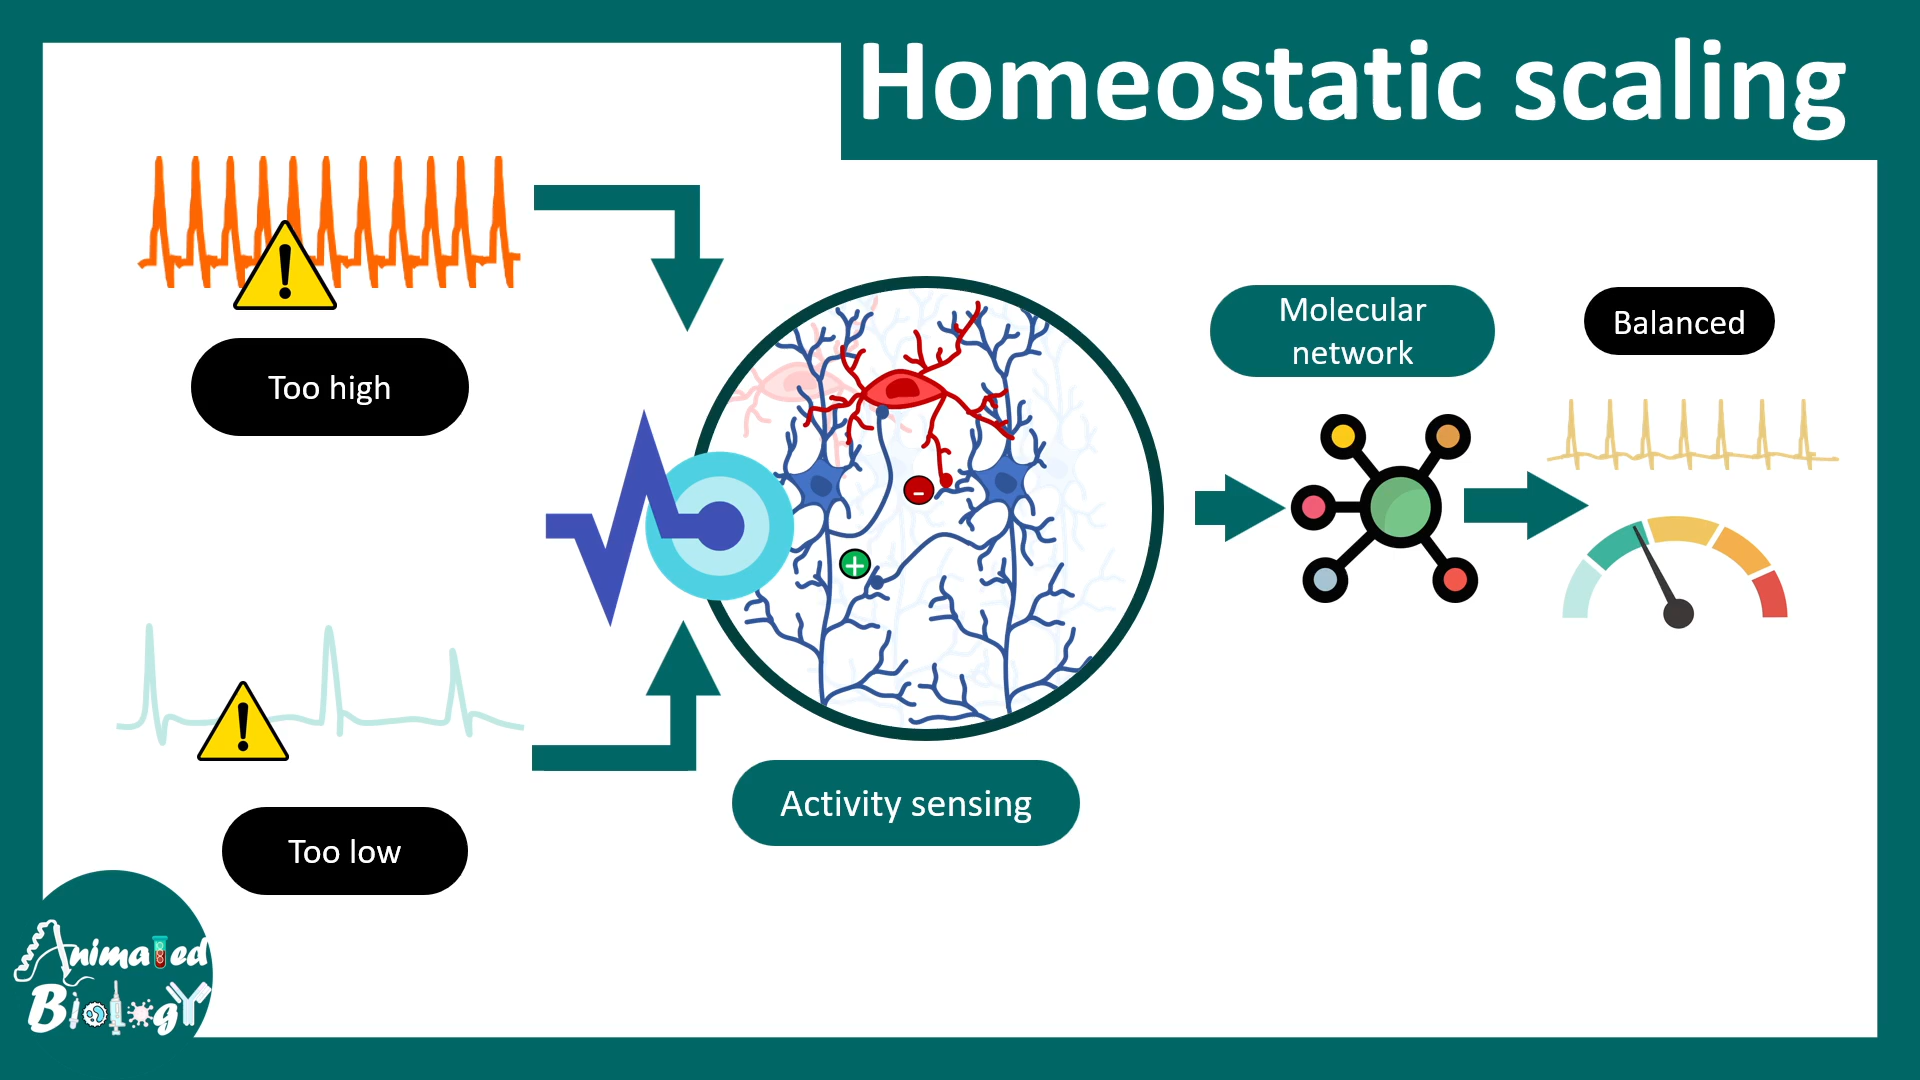 Homeostatic scaling
Too high
Too low
Activity sensing
Molecular
network
Balanced
Animated
Biology